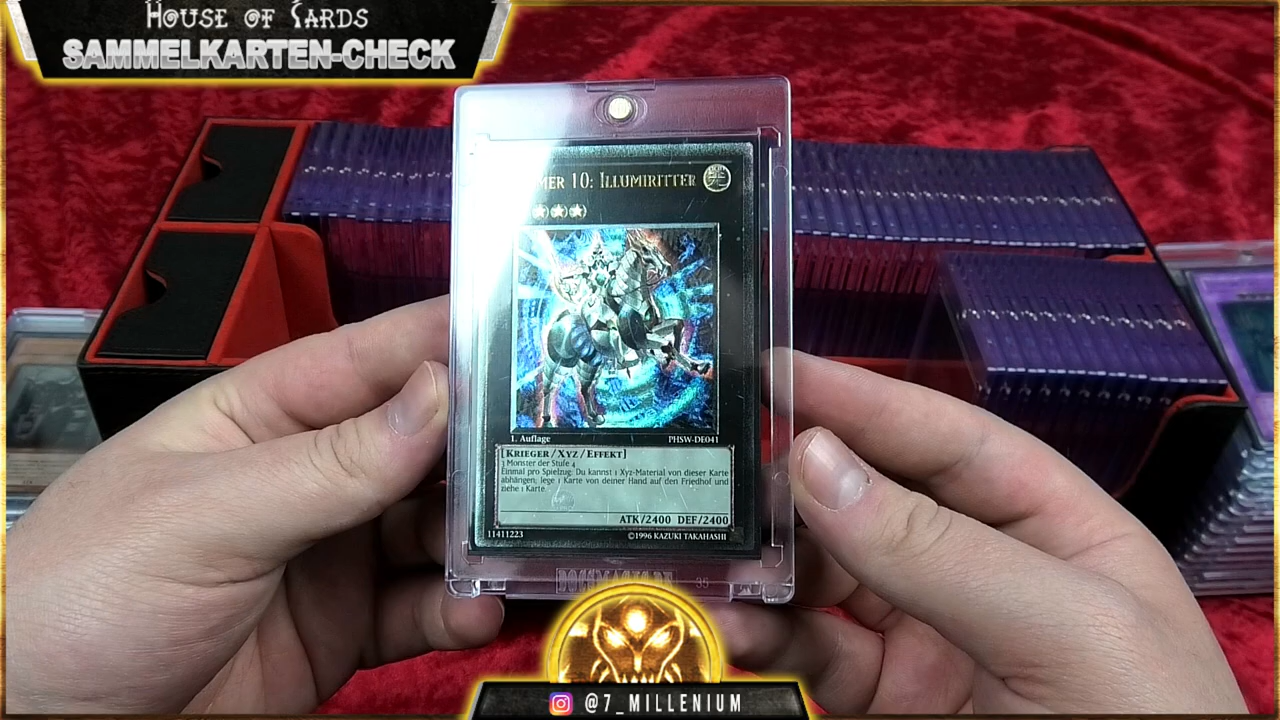 HOUSE OF CARDS
SAMMELKARTEN-CHECK
MER 10: ILLUMIRITTER
1. Auflage PHSW-DE041
[KRIEGER/XYZ/EFFEKT]
3 Monster der Stufe 4
Einmal pro Spielzug: Du kannst 1 Xyz-Material von dieser Karte
abhängen; lege 1 Karte von deiner Hand auf den Friedhof und
ziehe 1 Karte.
ATK/2400 DEF/2400
11411223 ©1996 KAZUKI TAKAHASHI
35
@7_MILLENIUM